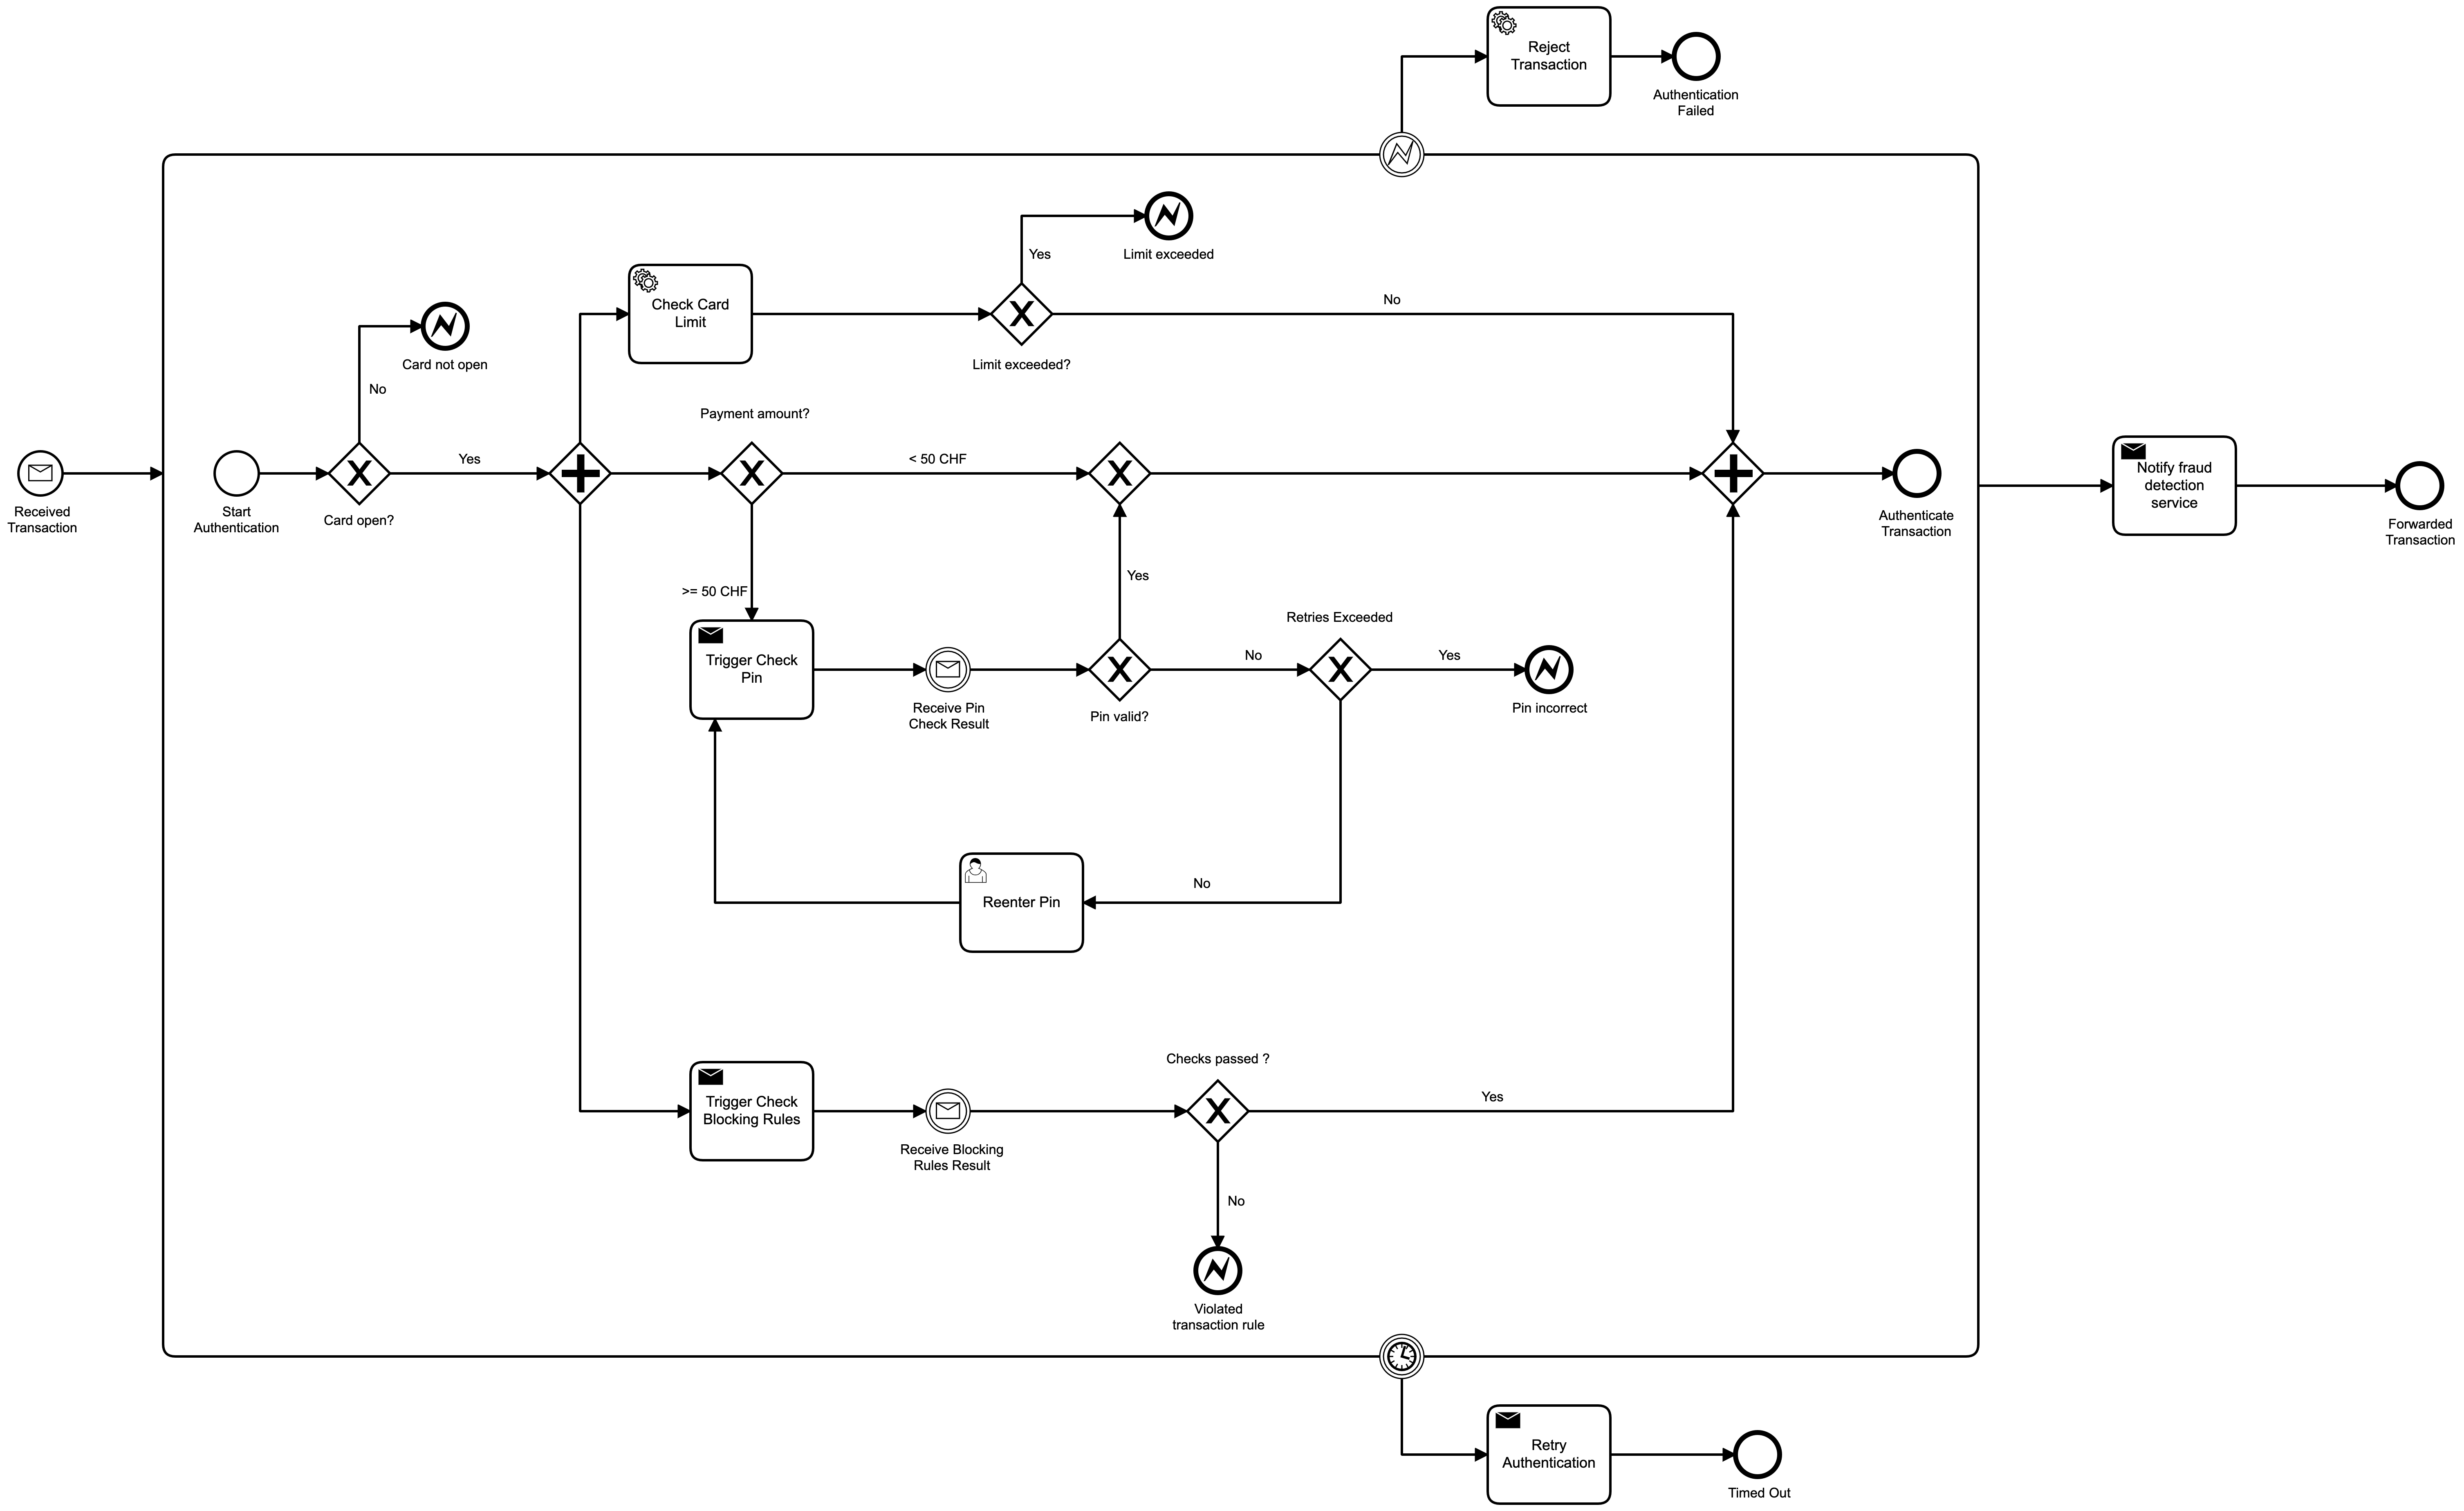 Reject
Transaction
Authentication
Failed
Yes
Limit exceeded
Check Card
Limit
No
Limit exceeded?
Card not open
No
Payment amount?
Received
Transaction
Start
Authentication
Card open?
Yes
< 50 CHF
Authenticate
Transaction
Notify fraud
detection
service
Forwarded
Transaction
>= 50 CHF
Yes
Retries Exceeded
Trigger Check
Pin
Receive Pin
Check Result
Pin valid?
No
Yes
Pin incorrect
Reenter Pin
No
Checks passed ?
Trigger Check
Blocking Rules
Receive Blocking
Rules Result
Yes
No
Violated
transaction rule
Retry
Authentication
Timed Out